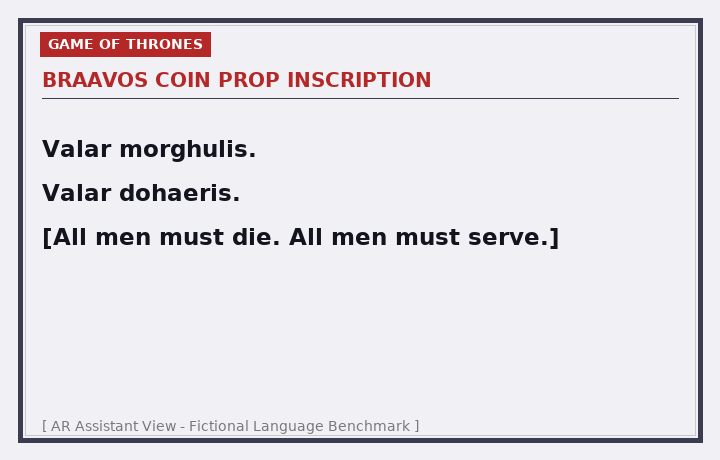 GAME OF THRONES
BRAAVOS COIN PROP INSCRIPTION
Valar morghulis.
Valar dohaeris.
[All men must die. All men must serve.]
[ AR Assistant View - Fictional Language Benchmark ]